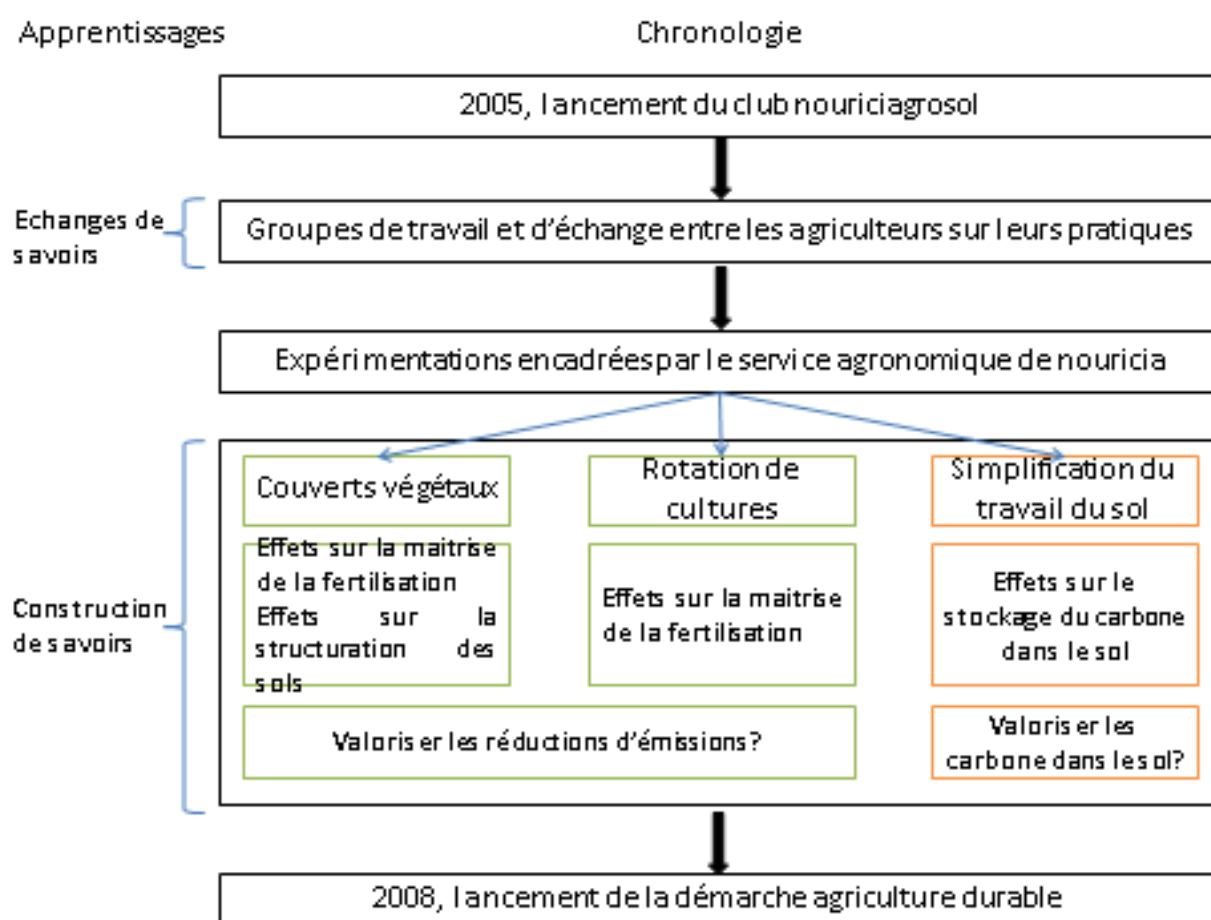 Apprentissages
Chronologie
2005, lancement du club nouriciagrosol
Echanges de
savoirs
Groupes de travail et d'échange entre les agriculteurs sur leurs pratiques
Expérimentations encadrées par le service agronomique de nouricia
Couverts végétaux
Rotation de
cultures
Simplification du
travail du sol
Construction
de savoirs
Effets sur la maitrise
de la fertilisation
Effets sur la
structuration des
sols
Effets sur la maitrise
de la fertilisation
Effets sur le
stockage du carbone
dans le sol
Valoriser les réductions d'émissions?
Valoriser les
carbone dans le sol?
2008, lancement de la démarche agriculture durable